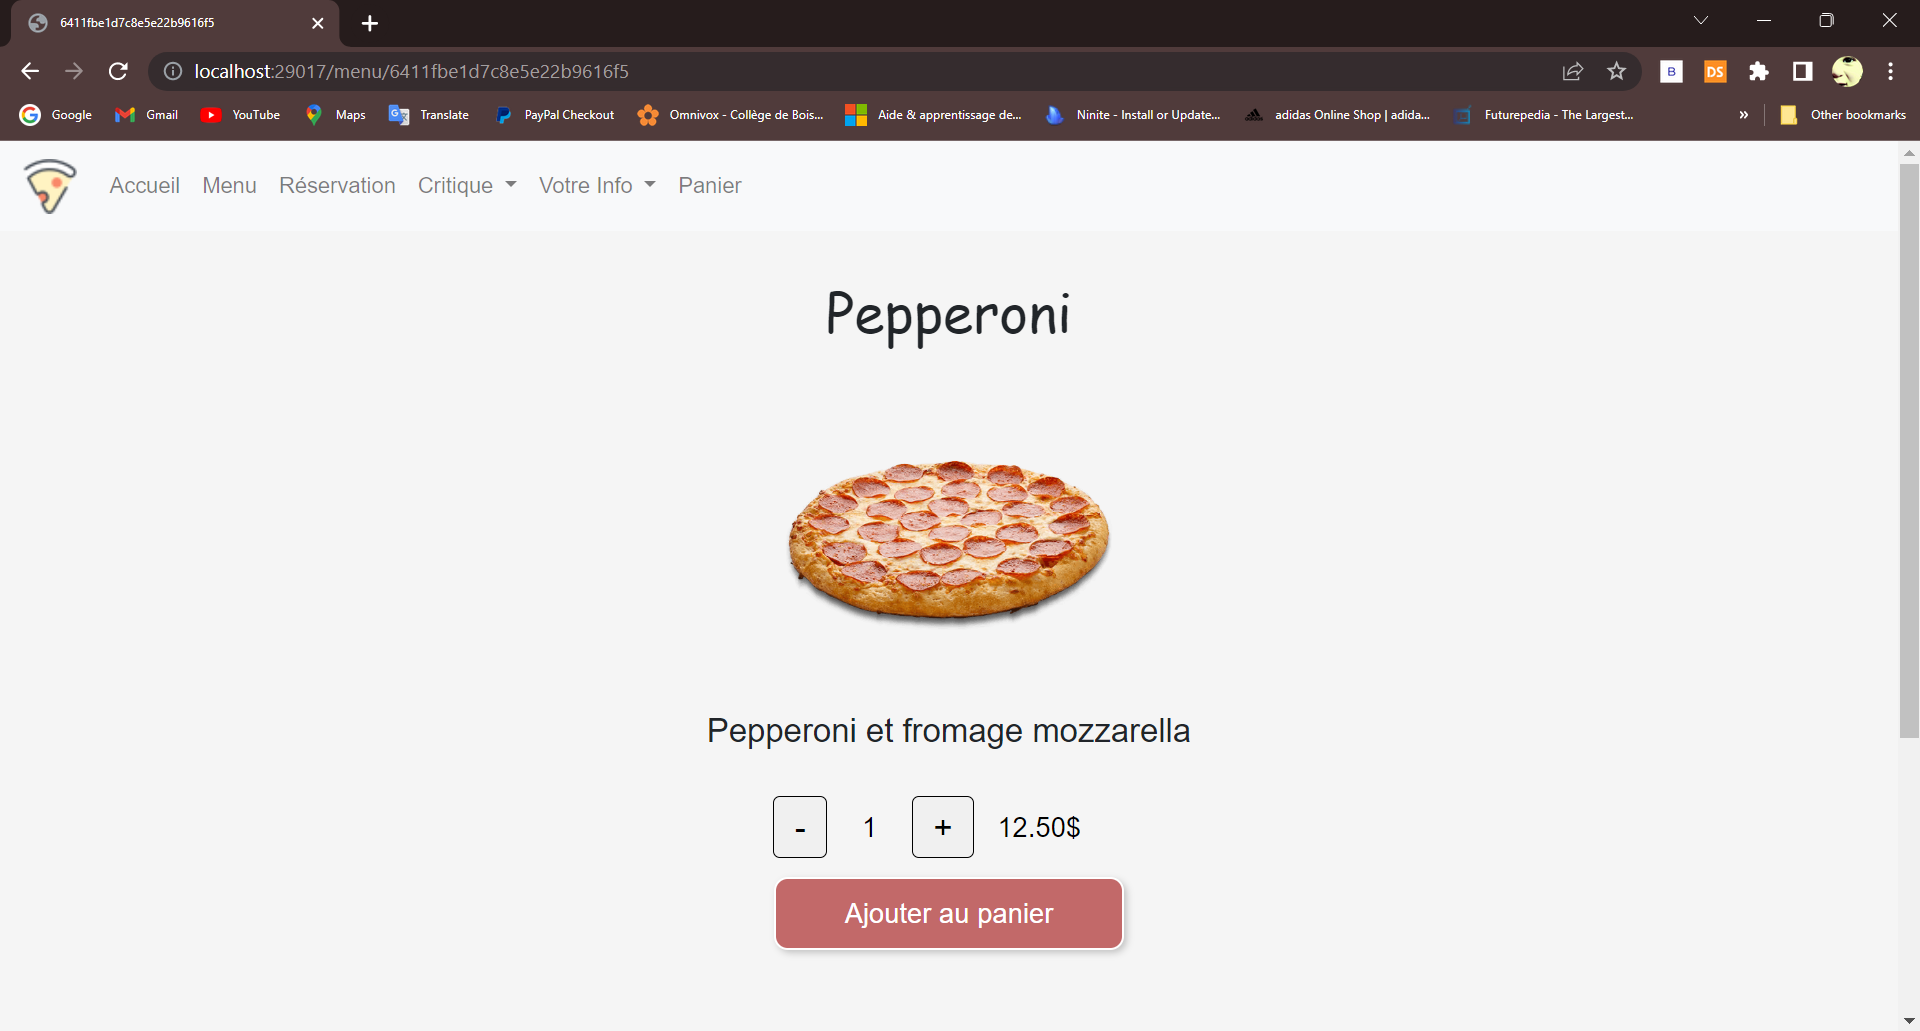 6411fbe1d7c8e5e22b9616f5
localhost:29017/menu/6411fbe1d7c8e5e22b9616f5
B
DS
Google
Gmail
YouTube
Maps
Translate
PayPal Checkout
Omnivox - Collège de Bois...
Aide & apprentissage de...
Ninite - Install or Update...
adidas Online Shop | adida...
Futurepedia - The Largest...
»
Other bookmarks
Accueil
Menu
Réservation
Critique
Votre Info
Panier
Pepperoni
Pepperoni et fromage mozzarella
- 1 + 12.50$
Ajouter au panier